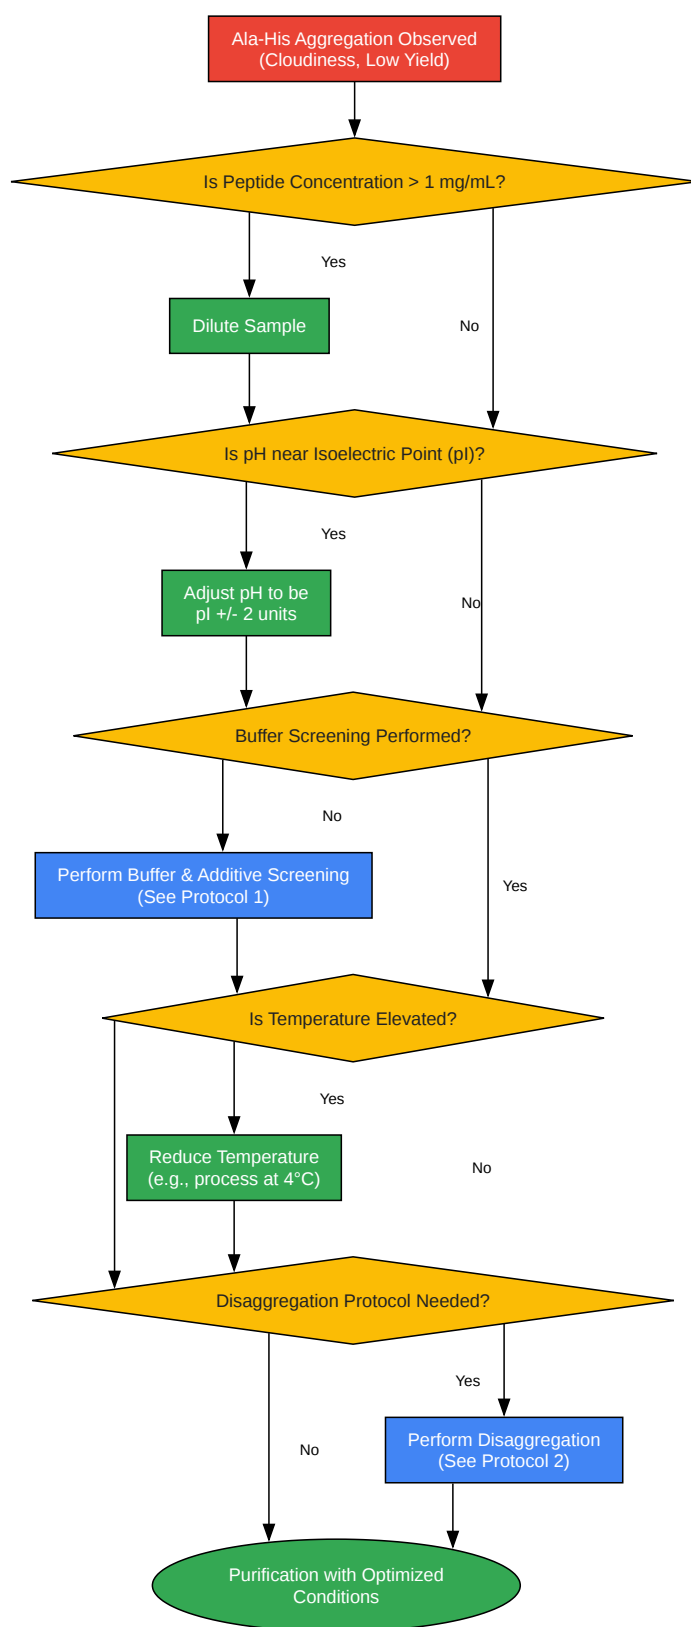 Ala-His Aggregation Observed
(Cloudiness, Low Yield)
Is Peptide Concentration > 1 mg/mL?
Yes
Dilute Sample
No
Is pH near Isoelectric Point (pI)?
Yes
Adjust pH to be
pI +/- 2 units
No
Buffer Screening Performed?
No
Perform Buffer & Additive Screening
(See Protocol 1)
Yes
Is Temperature Elevated?
Yes
Reduce Temperature
(e.g., process at 4°C)
No
Disaggregation Protocol Needed?
Yes
Perform Disaggregation
(See Protocol 2)
No
Purification with Optimized
Conditions